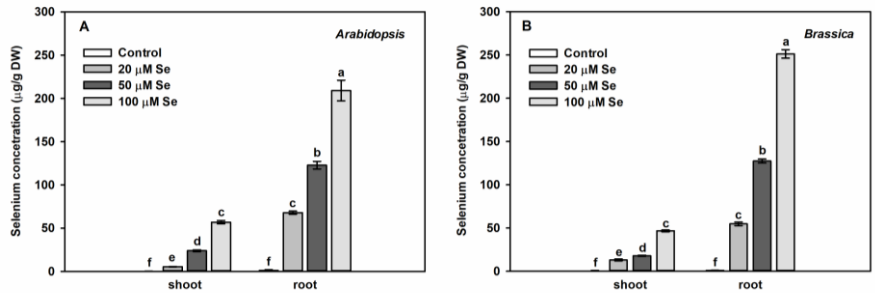 A
Arabidopsis
Control
20 μM Se
50 μM Se
100 μM Se
Selenium concetration (μg/g DW)
300
250
200
150
100
50
0
f
e
d
c
f
c
b
a
shoot
root
B
Brassica
Control
20 μM Se
50 μM Se
100 μM Se
Selenium concetration (μg/g DW)
300
250
200
150
100
50
0
f
e
d
c
f
c
b
a
shoot
root